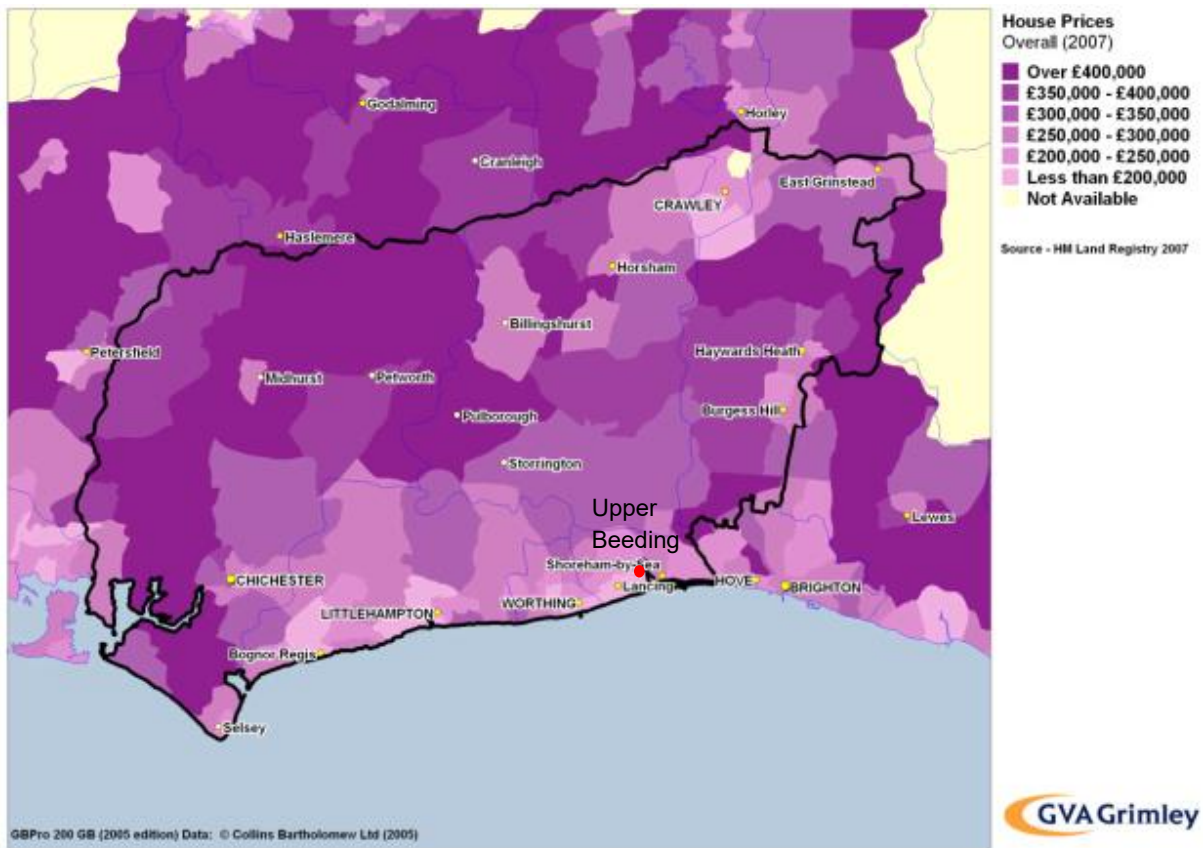 House Prices
Overall (2007)
Over £400,000
£350,000 - £400,000
£300,000 - £350,000
£250,000 - £300,000
£200,000 - £250,000
Less than £200,000
Not Available
Source - HM Land Registry 2007
Godalming
Horley
Cranleigh
East Grinstead
CRAWLEY
Haslemere
Horsham
Billingshurst
Petersfield
Haywards Heath
Midhurst
Petworth
Pulborough
Burgess Hill
Storrington
Upper
Beeding
Lewes
Shoreham-by-Sea
CHICHESTER
Lancing
HOVE
BRIGHTON
WORTHING
LITTLEHAMPTON
Bognor Regis
Selsey
GBPro 200 GB (2005 edition) Data: © Collins Bartholomew Ltd (2005)
GVA Grimley